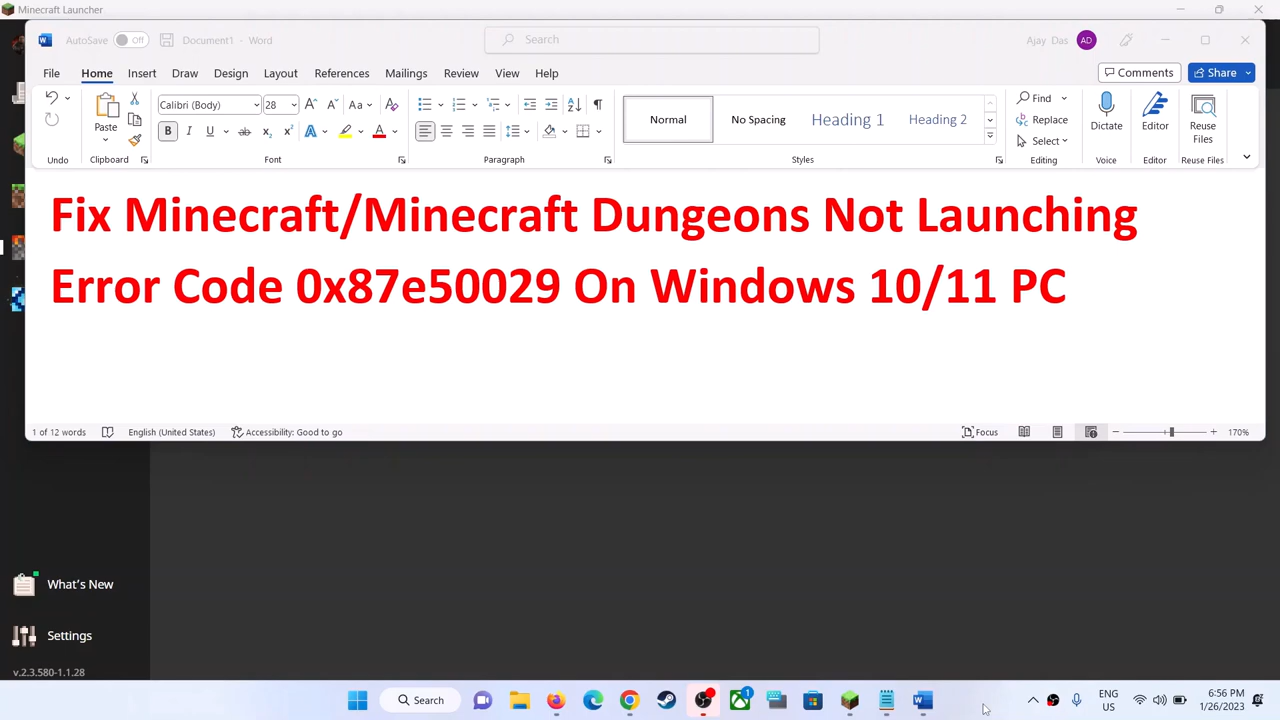 Minecraft Launcher
AutoSave Off Document1 - Word Search Ajay Das AD
File Home Insert Draw Design Layout References Mailings Review View Help Comments Share
Calibri (Body) 28 A A Aa A
Find
Normal No Spacing Heading 1 Heading 2
Paste
B I U ab x₂ x² A A
Replace
Dictate Editor Reuse Files
Select
Undo Clipboard Font Paragraph Styles Editing Voice Editor Reuse Files
Fix Minecraft/Minecraft Dungeons Not Launching
Error Code 0x87e50029 On Windows 10/11 PC
1 of 12 words English (United States) Accessibility: Good to go Focus 170%
What's New
Settings
v.2.3.580-1.1.28
Search 1 ENG US 6:56 PM 1/26/2023